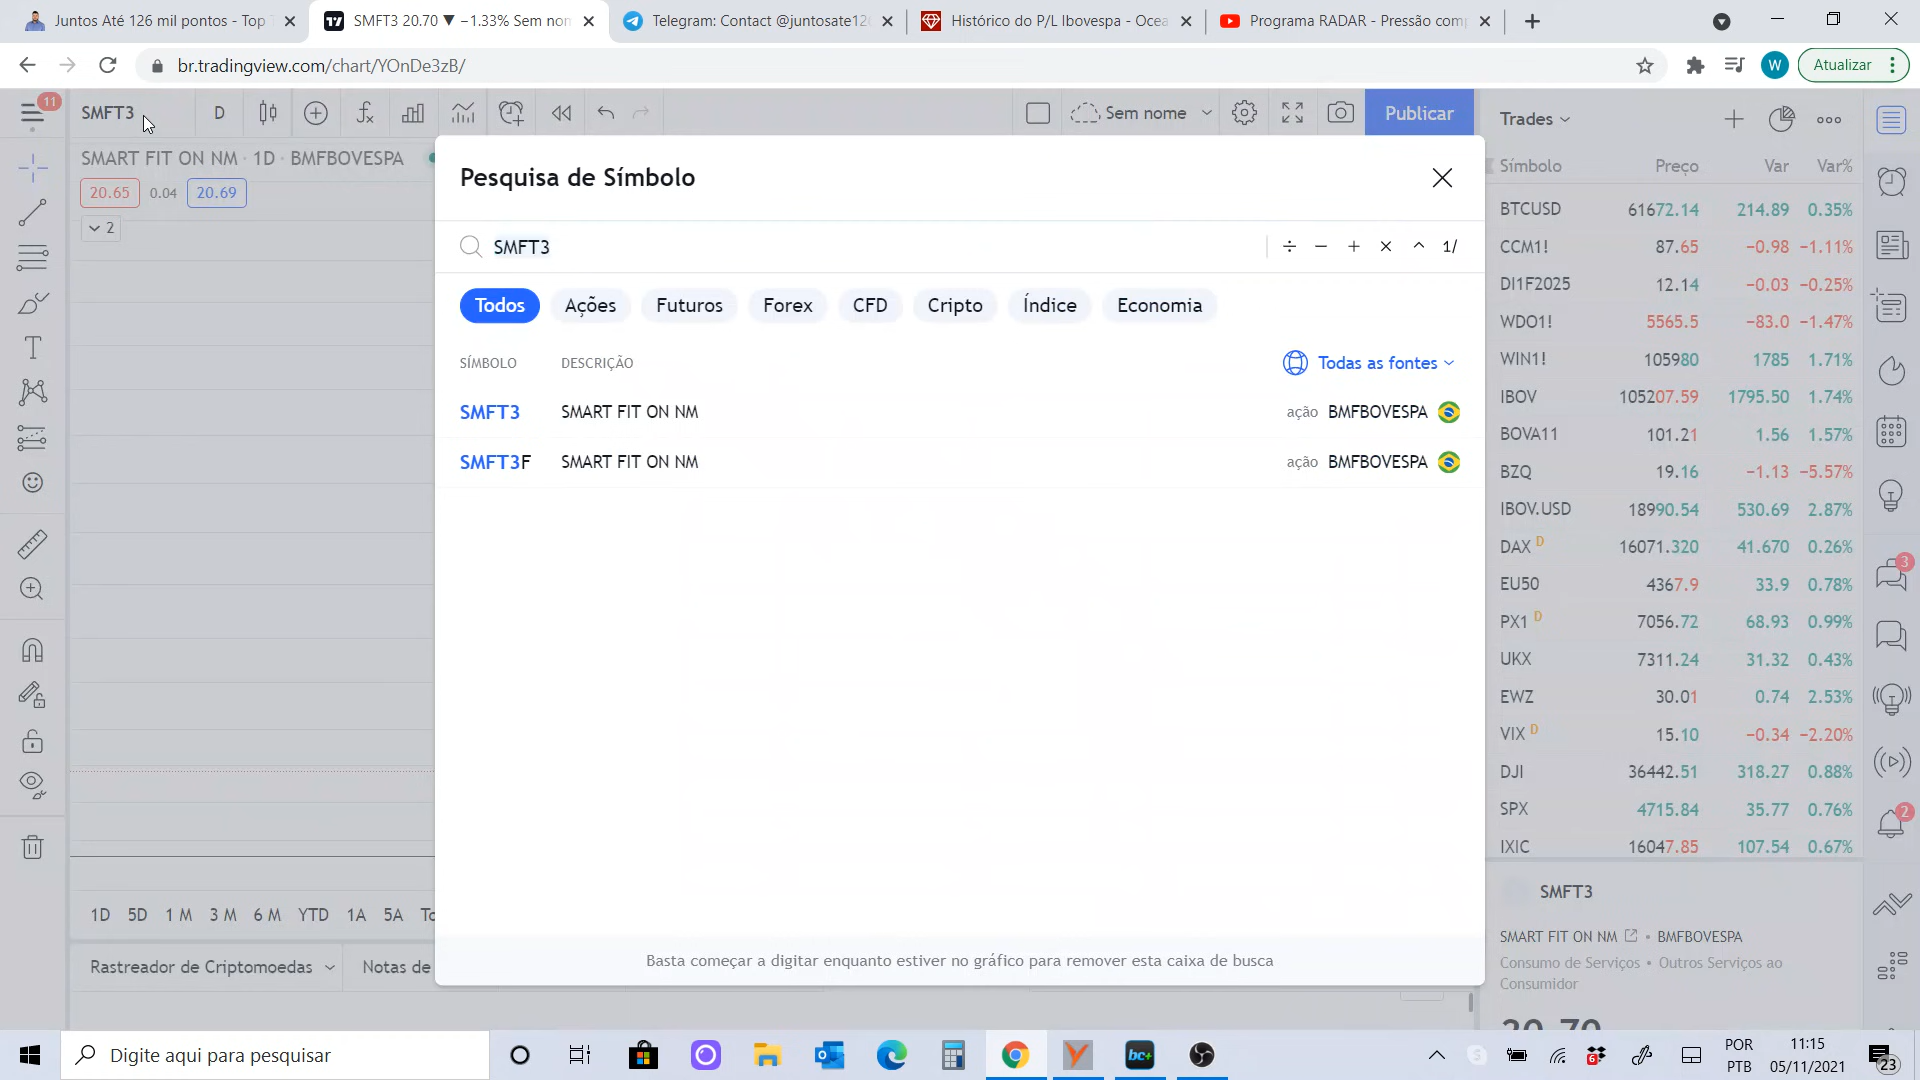 Juntos Até 126 mil pontos - Top T
SMFT3 20.70 ▼ −1.33% Sem nom
Telegram: Contact @juntosate126
Histórico do P/L Ibovespa - Ocea
Programa RADAR - Pressão comp
br.tradingview.com/chart/YOnDe3zB/
W
Atualizar
11
SMFT3
D
Sem nome
Publicar
SMART FIT ON NM · 1D · BMFBOVESPA
20.65 0.04 20.69
2
Pesquisa de Símbolo
SMFT3
÷ − + × ^ 1/
Todos Ações Futuros Forex CFD Cripto Índice Economia
SÍMBOLO DESCRIÇÃO
Todas as fontes
SMFT3 SMART FIT ON NM ação BMFBOVESPA
SMFT3F SMART FIT ON NM ação BMFBOVESPA
Basta começar a digitar enquanto estiver no gráfico para remover esta caixa de busca
Trades
Símbolo Preço Var Var%
BTCUSD 61672.14 214.89 0.35%
CCM1! 87.65 −0.98 −1.11%
DI1F2025 12.14 −0.03 −0.25%
WDO1! 5565.5 −83.0 −1.47%
WIN1! 105980 1785 1.71%
IBOV 105207.59 1795.50 1.74%
BOVA11 101.21 1.56 1.57%
BZQ 19.16 −1.13 −5.57%
IBOV.USD 18990.54 530.69 2.87%
DAX D 16071.320 41.670 0.26%
EU50 4367.9 33.9 0.78%
PX1 D 7056.72 68.93 0.99%
UKX 7311.24 31.32 0.43%
EWZ 30.01 0.74 2.53%
VIX D 15.10 −0.34 −2.20%
DJI 36442.51 318.27 0.88%
SPX 4715.84 35.77 0.76%
IXIC 16047.85 107.54 0.67%
3
2
SMFT3
SMART FIT ON NM • BMFBOVESPA
Consumo de Serviços • Outros Serviços ao
Consumidor
20.70
1D 5D 1 M 3 M 6 M YTD 1A 5A To
Rastreador de Criptomoedas
Notas de
Digite aqui para pesquisar
bc+
6
POR
PTB
11:15
05/11/2021
23